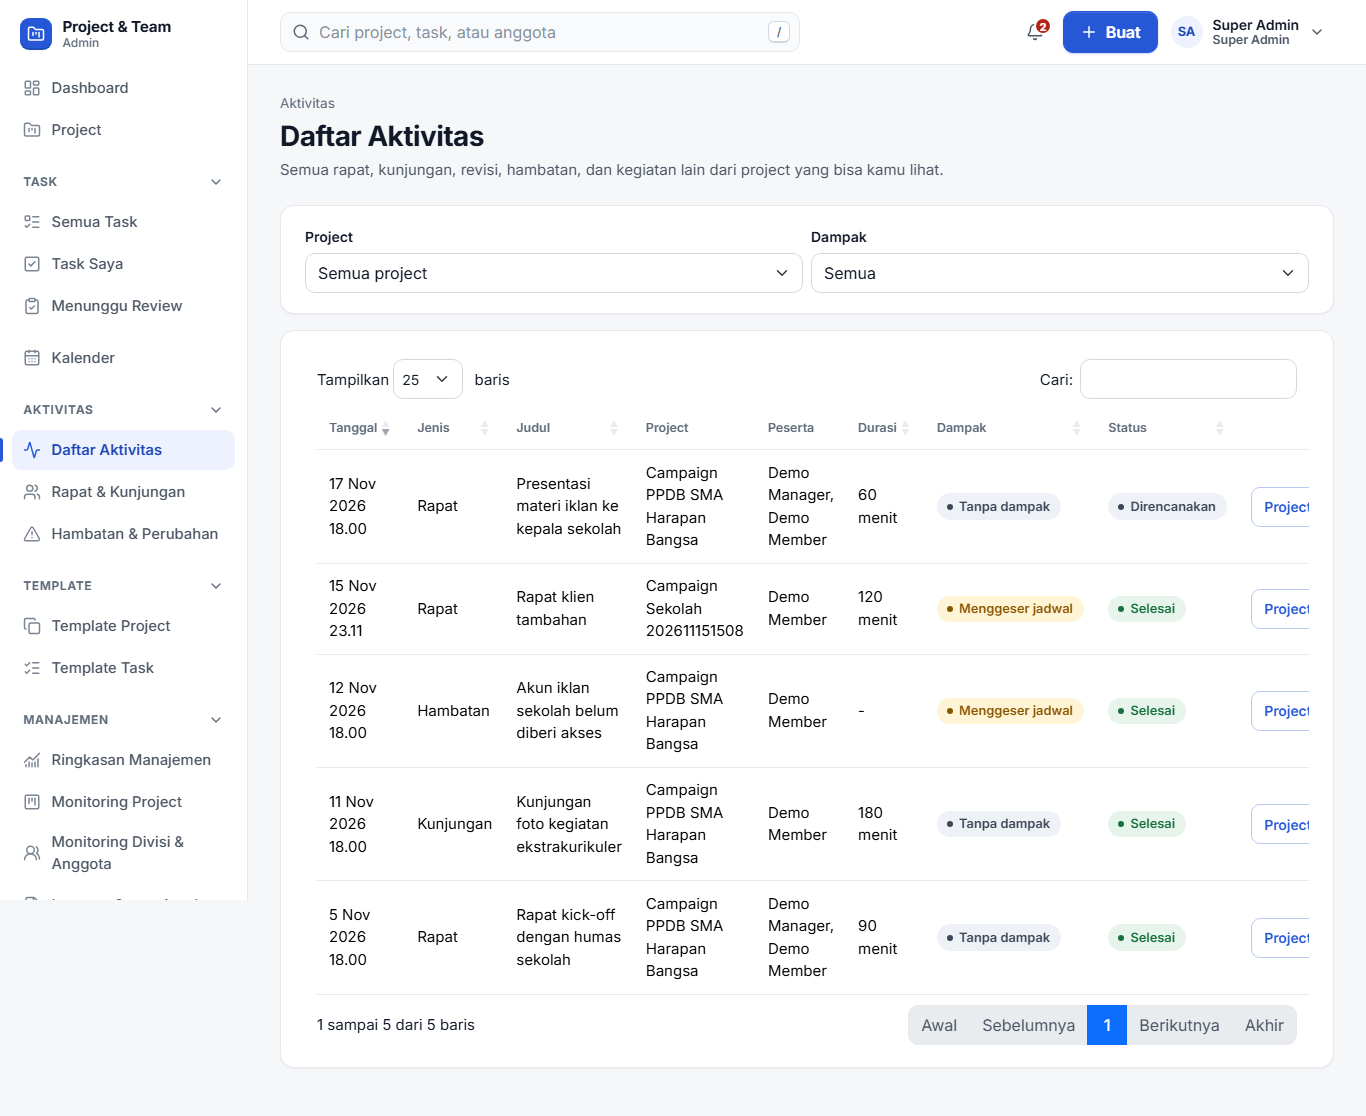 Project & Team
Admin
Dashboard
Project
TASK
Semua Task
Task Saya
Menunggu Review
Kalender
AKTIVITAS
Daftar Aktivitas
Rapat & Kunjungan
Hambatan & Perubahan
TEMPLATE
Template Project
Template Task
MANAJEMEN
Ringkasan Manajemen
Monitoring Project
Monitoring Divisi &
Anggota
Cari project, task, atau anggota
/
2
+ Buat
SA
Super Admin
Super Admin
Aktivitas
Daftar Aktivitas
Semua rapat, kunjungan, revisi, hambatan, dan kegiatan lain dari project yang bisa kamu lihat.
Project
Semua project
Dampak
Semua
Tampilkan 25 baris
Cari:
Tanggal Jenis Judul Project Peserta Durasi Dampak Status
17 Nov
2026
18.00
Rapat
Presentasi
materi iklan ke
kepala sekolah
Campaign
PPDB SMA
Harapan
Bangsa
Demo
Manager,
Demo
Member
60
menit
Tanpa dampak
Direncanakan
Project
15 Nov
2026
23.11
Rapat
Rapat klien
tambahan
Campaign
Sekolah
202611151508
Demo
Member
120
menit
Menggeser jadwal
Selesai
Project
12 Nov
2026
18.00
Hambatan
Akun iklan
sekolah belum
diberi akses
Campaign
PPDB SMA
Harapan
Bangsa
Demo
Member
-
Menggeser jadwal
Selesai
Project
11 Nov
2026
18.00
Kunjungan
Kunjungan
foto kegiatan
ekstrakurikuler
Campaign
PPDB SMA
Harapan
Bangsa
Demo
Member
180
menit
Tanpa dampak
Selesai
Project
5 Nov
2026
18.00
Rapat
Rapat kick-off
dengan humas
sekolah
Campaign
PPDB SMA
Harapan
Bangsa
Demo
Manager,
Demo
Member
90
menit
Tanpa dampak
Selesai
Project
1 sampai 5 dari 5 baris
Awal Sebelumnya 1 Berikutnya Akhir